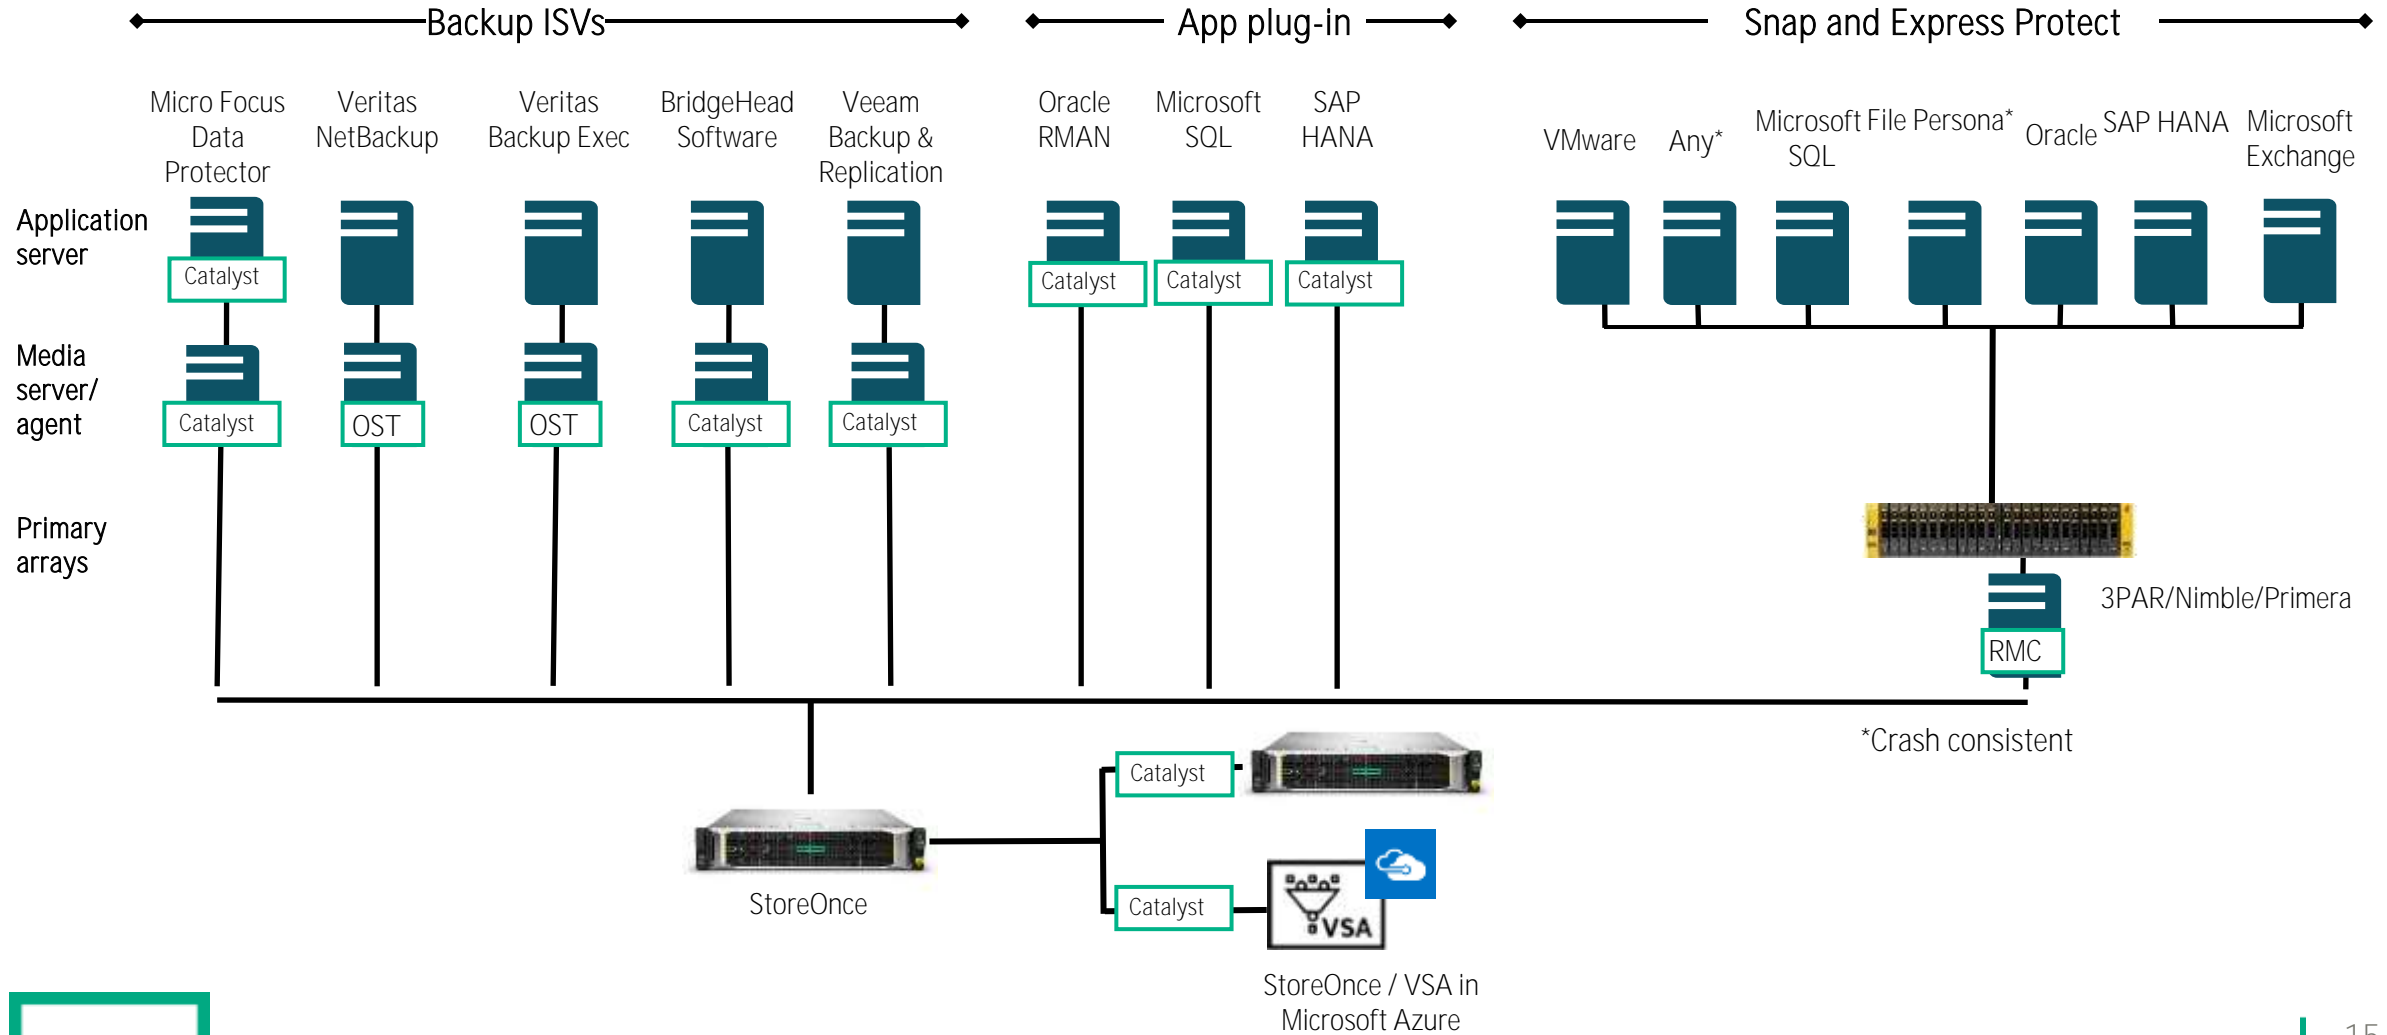 Backup ISVs
App plug-in
Snap and Express Protect
Micro Focus
Data
Protector
Veritas
NetBackup
Veritas
Backup Exec
BridgeHead
Software
Veeam
Backup &
Replication
Oracle
RMAN
Microsoft
SQL
SAP
HANA
VMware
Any*
Microsoft
SQL
File Persona*
Oracle
SAP HANA
Microsoft
Exchange
Application
server
Catalyst
Catalyst
Catalyst
Catalyst
Media
server/
agent
Catalyst
OST
OST
Catalyst
Catalyst
Primary
arrays
3PAR/Nimble/Primera
RMC
*Crash consistent
Catalyst
StoreOnce
Catalyst
VSA
StoreOnce / VSA in
Microsoft Azure
15